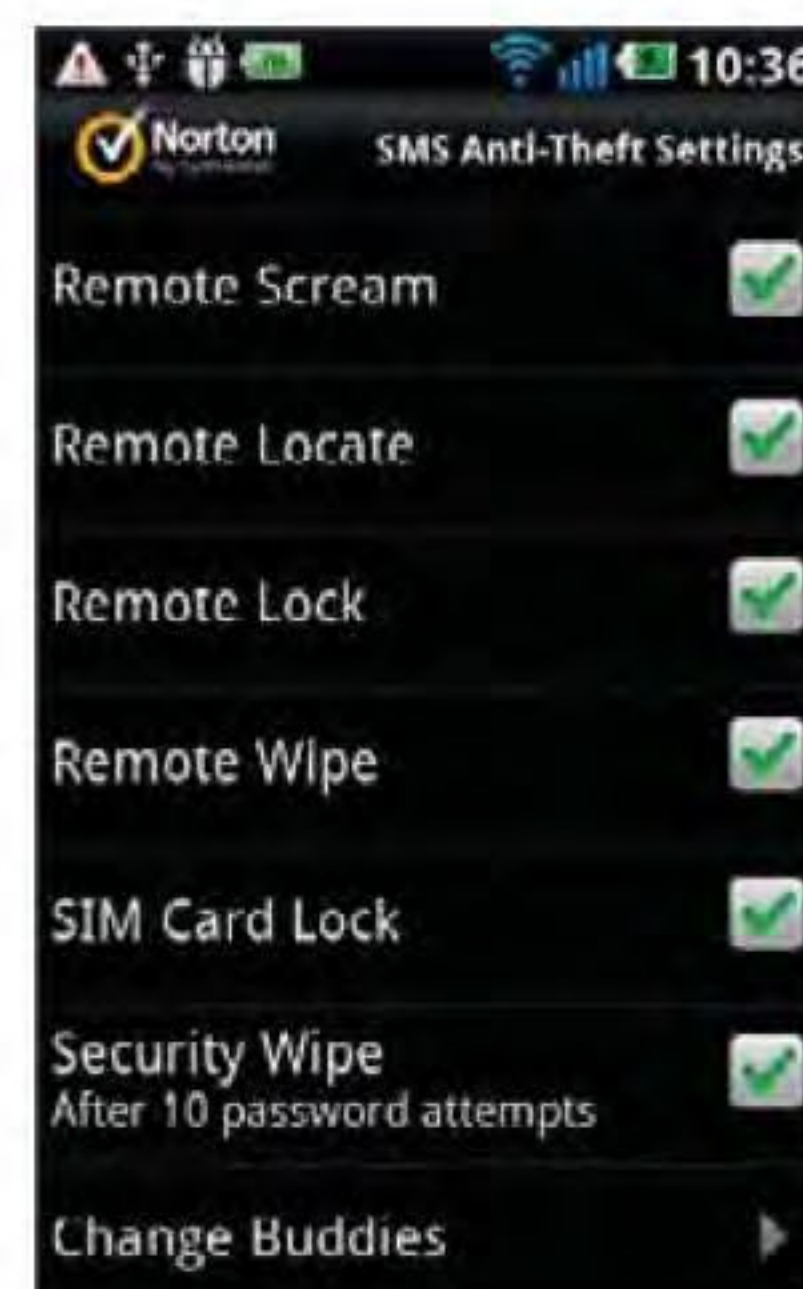 10:36
Norton
SMS Anti-Theft Settings
Remote Scream
Remote Locate
Remote Lock
Remote Wipe
SIM Card Lock
Security Wipe
After 10 password attempts
Change Buddies